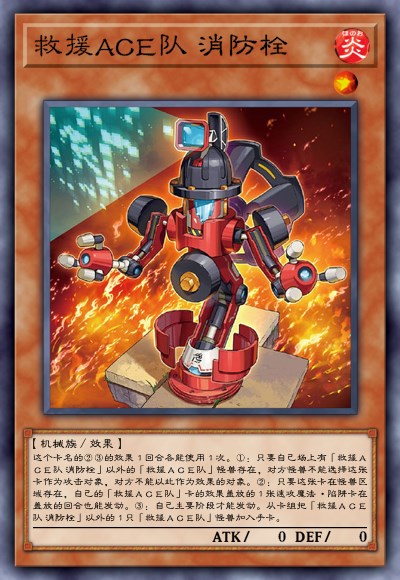 救援ACE队 消防栓
ほのお
炎
【机械族/效果】
这个卡名的②③的效果1回合各能使用1次。①：只要自己场上有「救援A
CE队 消防栓」以外的「救援ACE队」怪兽存在，对方怪兽不能选择这张
卡作为攻击对象，对方不能以此作为效果的对象。②：只要这张卡在怪兽区
域存在，自己的「救援ACE队」卡的效果盖放的1张速攻魔法·陷阱卡在
盖放的回合也能发动。③：自己主要阶段才能发动。从卡组把「救援ACE
队 消防栓」以外的1只「救援ACE队」怪兽加入手卡。
ATK/ 0 DEF/ 0